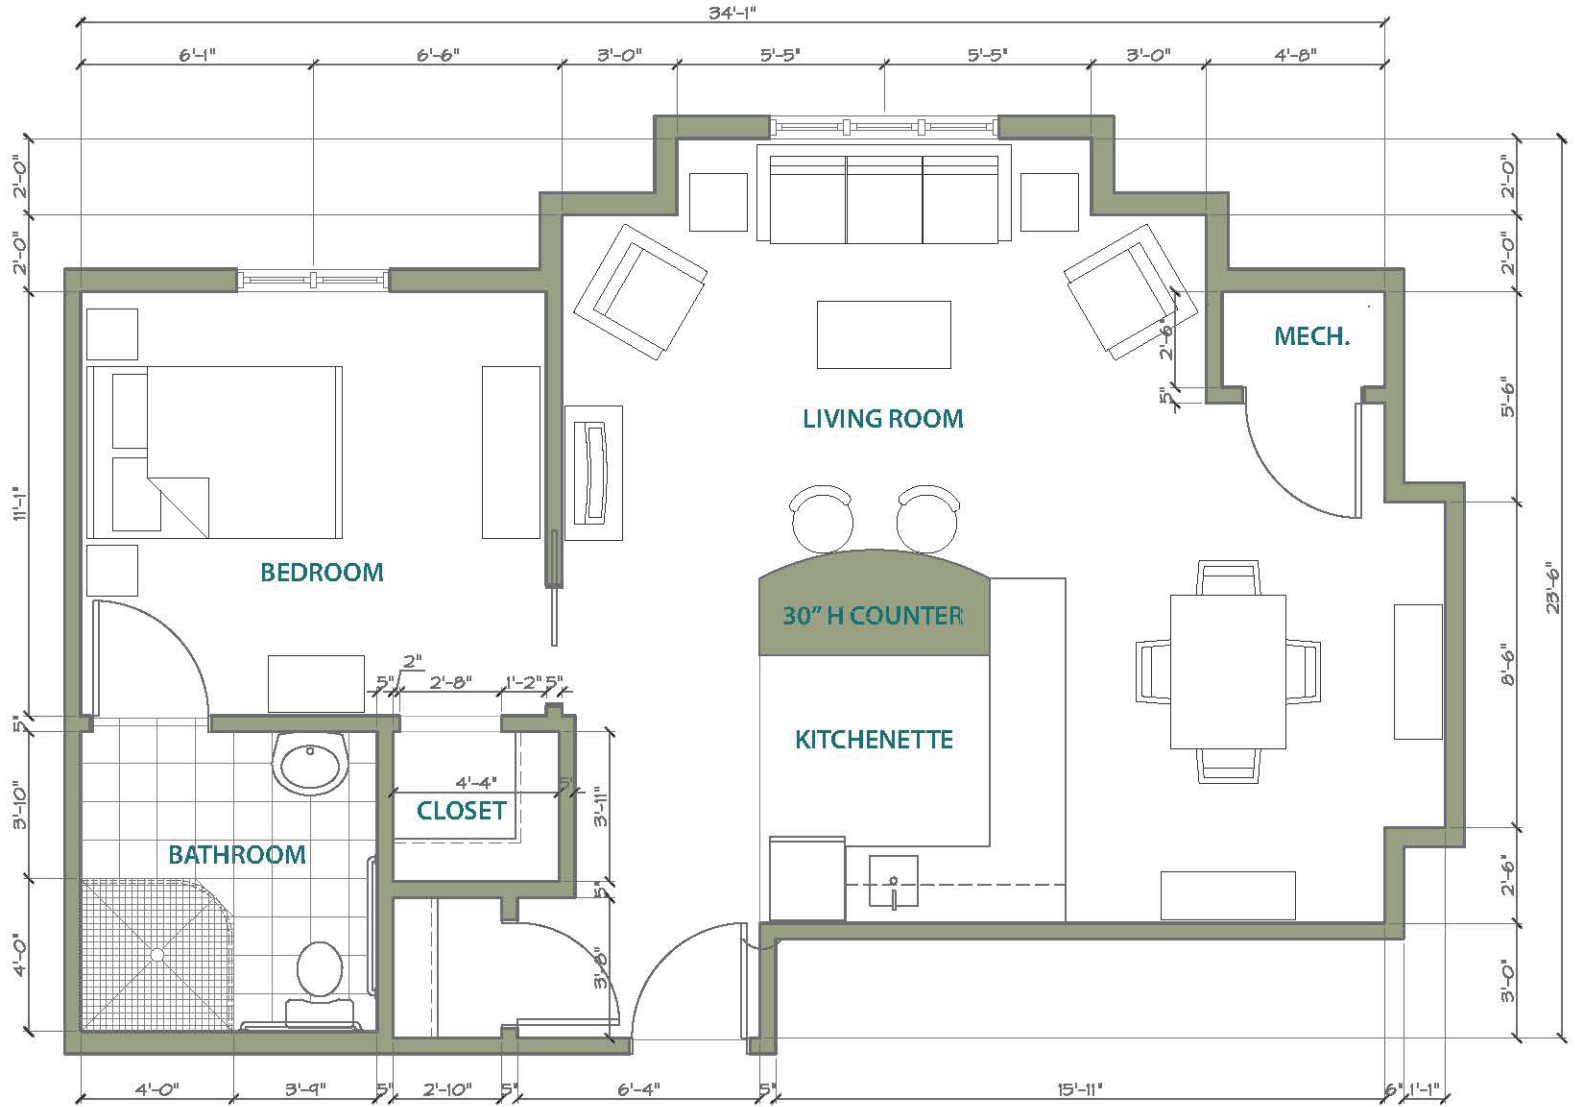 34'-1"
6'-1" 6'-6" 3'-0" 5'-5" 5'-5" 3'-0" 4'-8"
2'-0" 2'-0"
2'-0" 2'-0"
MECH.
2'-6"
5"
5'-6"
LIVING ROOM
11'-1"
BEDROOM
23'-6"
30" H COUNTER
8'-6"
2"
5" 2'-8" 1'-2" 5"
5"
KITCHENETTE
4'-4" 5"
3'-10"
CLOSET
3'-11"
BATHROOM
5"
2'-6"
4'-0"
3'-8"
3'-0"
4'-0" 3'-9" 5" 2'-10" 5" 6'-4" 5" 15'-11" 6" 1'-1"